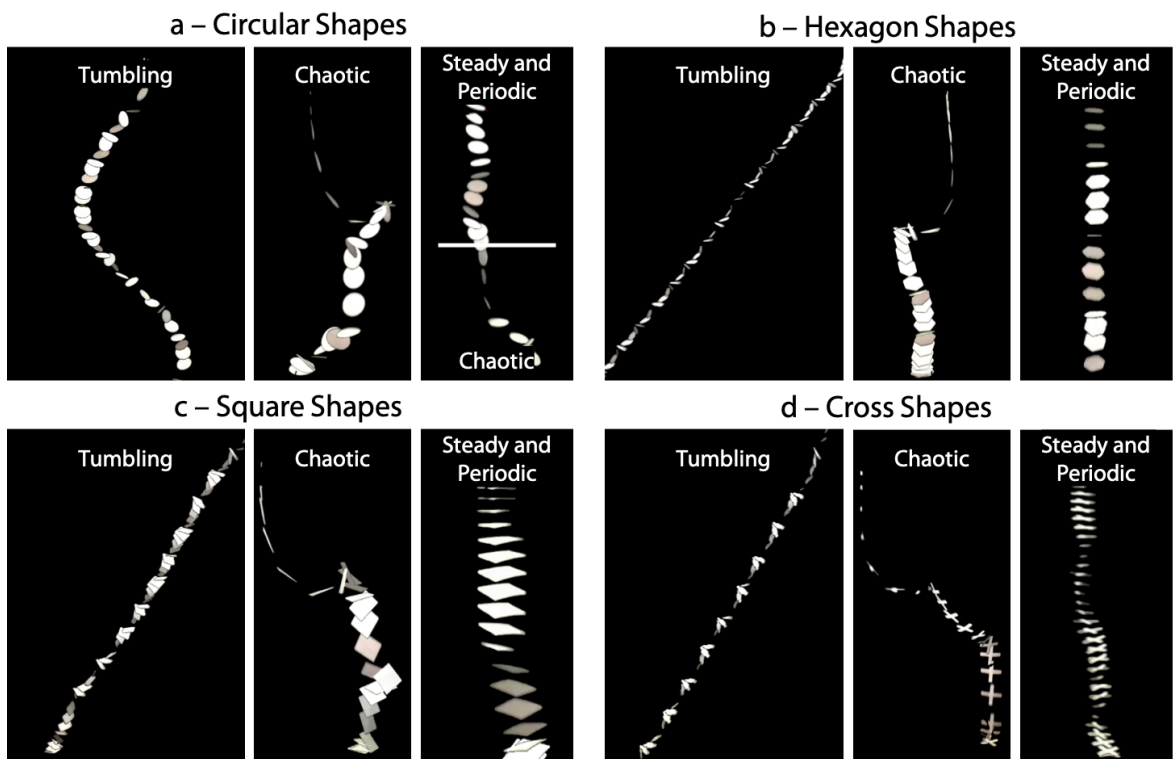 a – Circular Shapes
Tumbling
Chaotic
Steady and
Periodic
Chaotic
b – Hexagon Shapes
Tumbling
Chaotic
Steady and
Periodic
c – Square Shapes
Tumbling
Chaotic
Steady and
Periodic
d – Cross Shapes
Tumbling
Chaotic
Steady and
Periodic